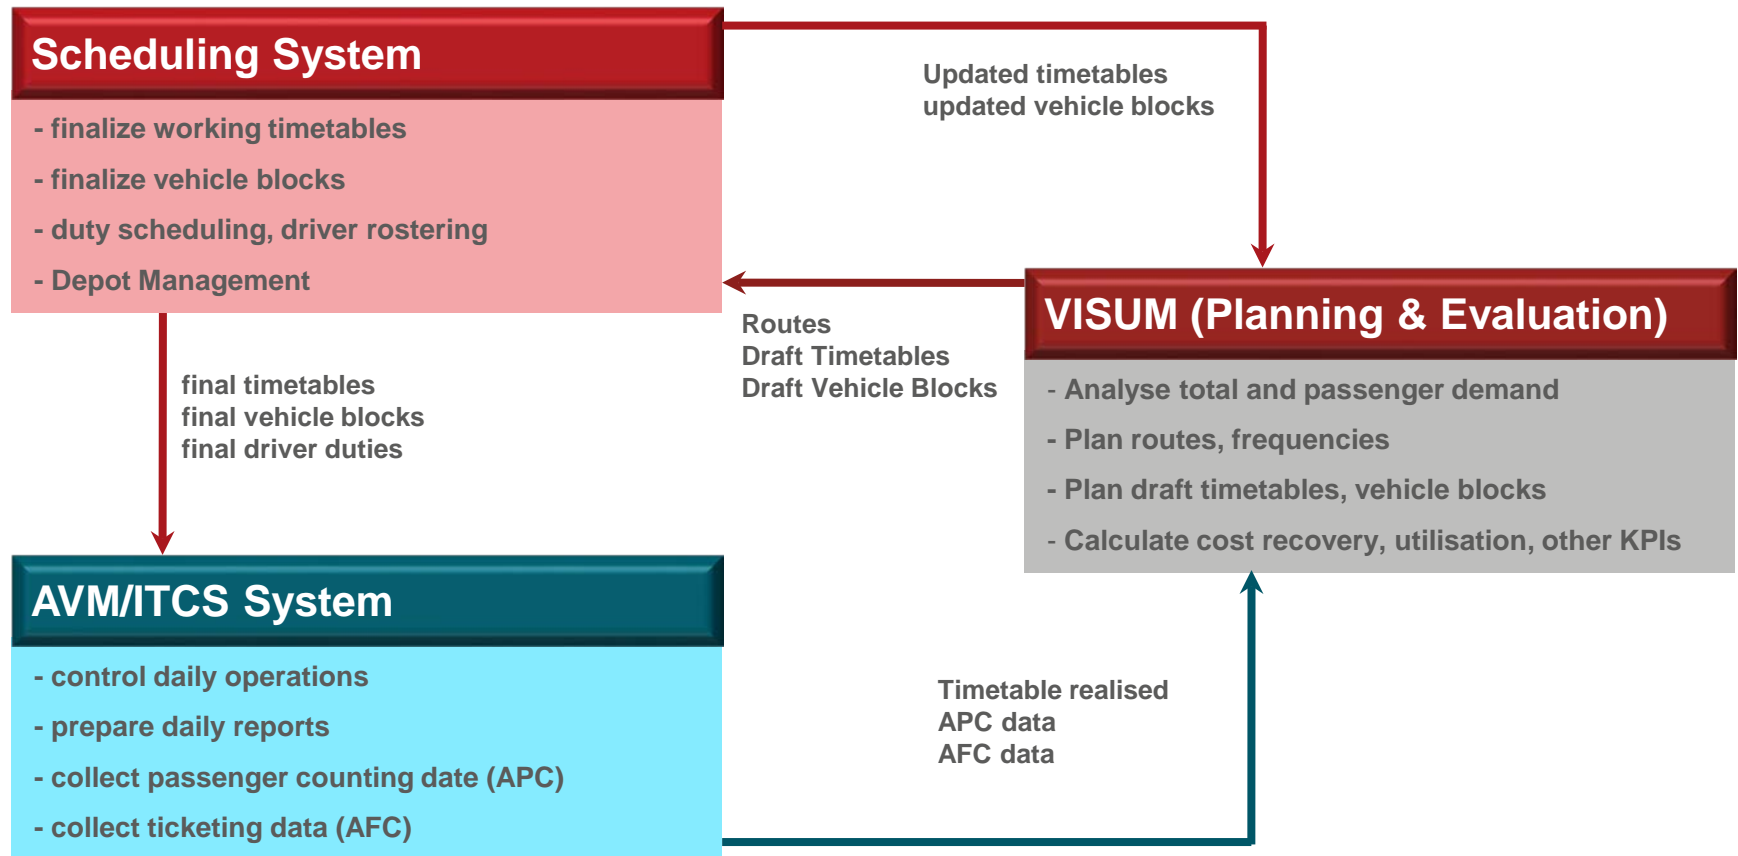 Scheduling System
- finalize working timetables
- finalize vehicle blocks
- duty scheduling, driver rostering
- Depot Management
Updated timetables
updated vehicle blocks
Routes
Draft Timetables
Draft Vehicle Blocks
VISUM (Planning & Evaluation)
- Analyse total and passenger demand
- Plan routes, frequencies
- Plan draft timetables, vehicle blocks
- Calculate cost recovery, utilisation, other KPIs
final timetables
final vehicle blocks
final driver duties
AVM/ITCS System
- control daily operations
- prepare daily reports
- collect passenger counting date (APC)
- collect ticketing data (AFC)
Timetable realised
APC data
AFC data